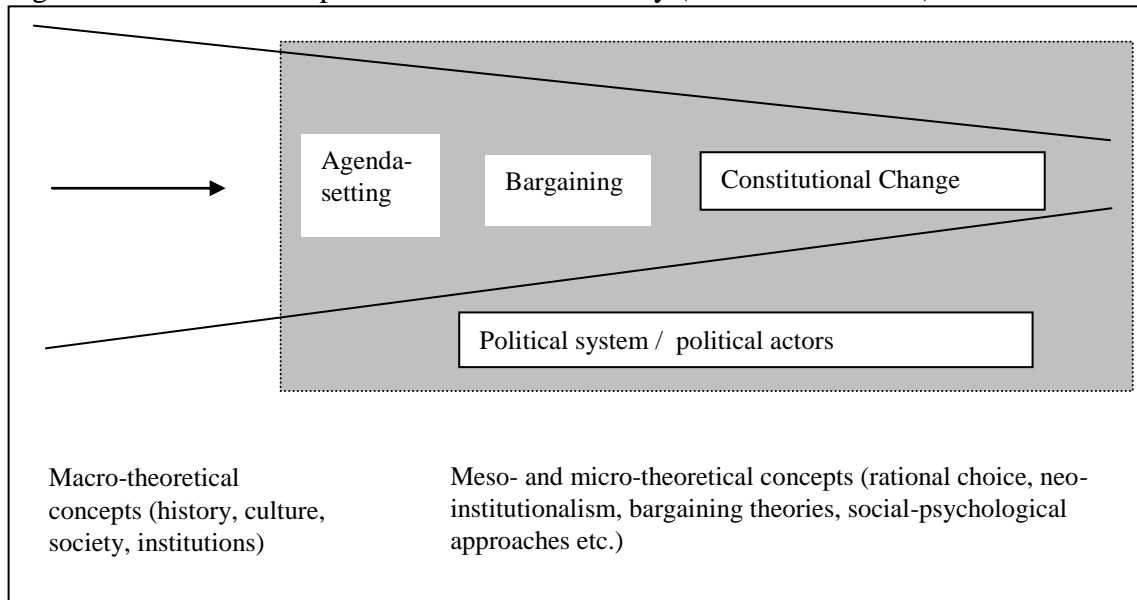 Agenda-
setting
Bargaining
Constitutional Change
Political system / political actors
Macro-theoretical
concepts (history, culture,
society, institutions)
Meso- and micro-theoretical concepts (rational choice, neo-
institutionalism, bargaining theories, social-psychological
approaches etc.)